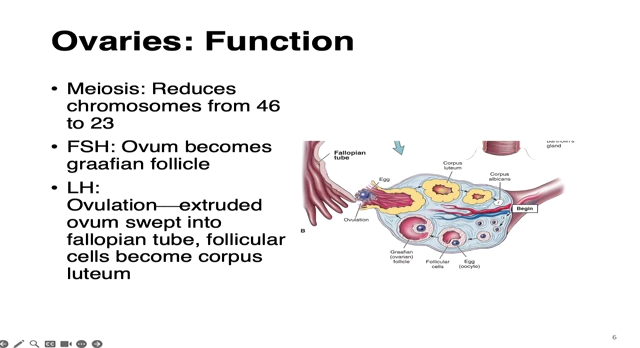 Ovaries: Function
• Meiosis: Reduces
chromosomes from 46
to 23
• FSH: Ovum becomes
graafian follicle
• LH:
Ovulation—extruded
ovum swept into
fallopian tube, follicular
cells become corpus
luteum
gland
Fallopian
tube
Corpus
luteum
Corpus
albicans
Egg
Begin
Ovulation
B
Graafian
(ovarian)
follicle
Follicular
cells
Egg
(oocyte)
6